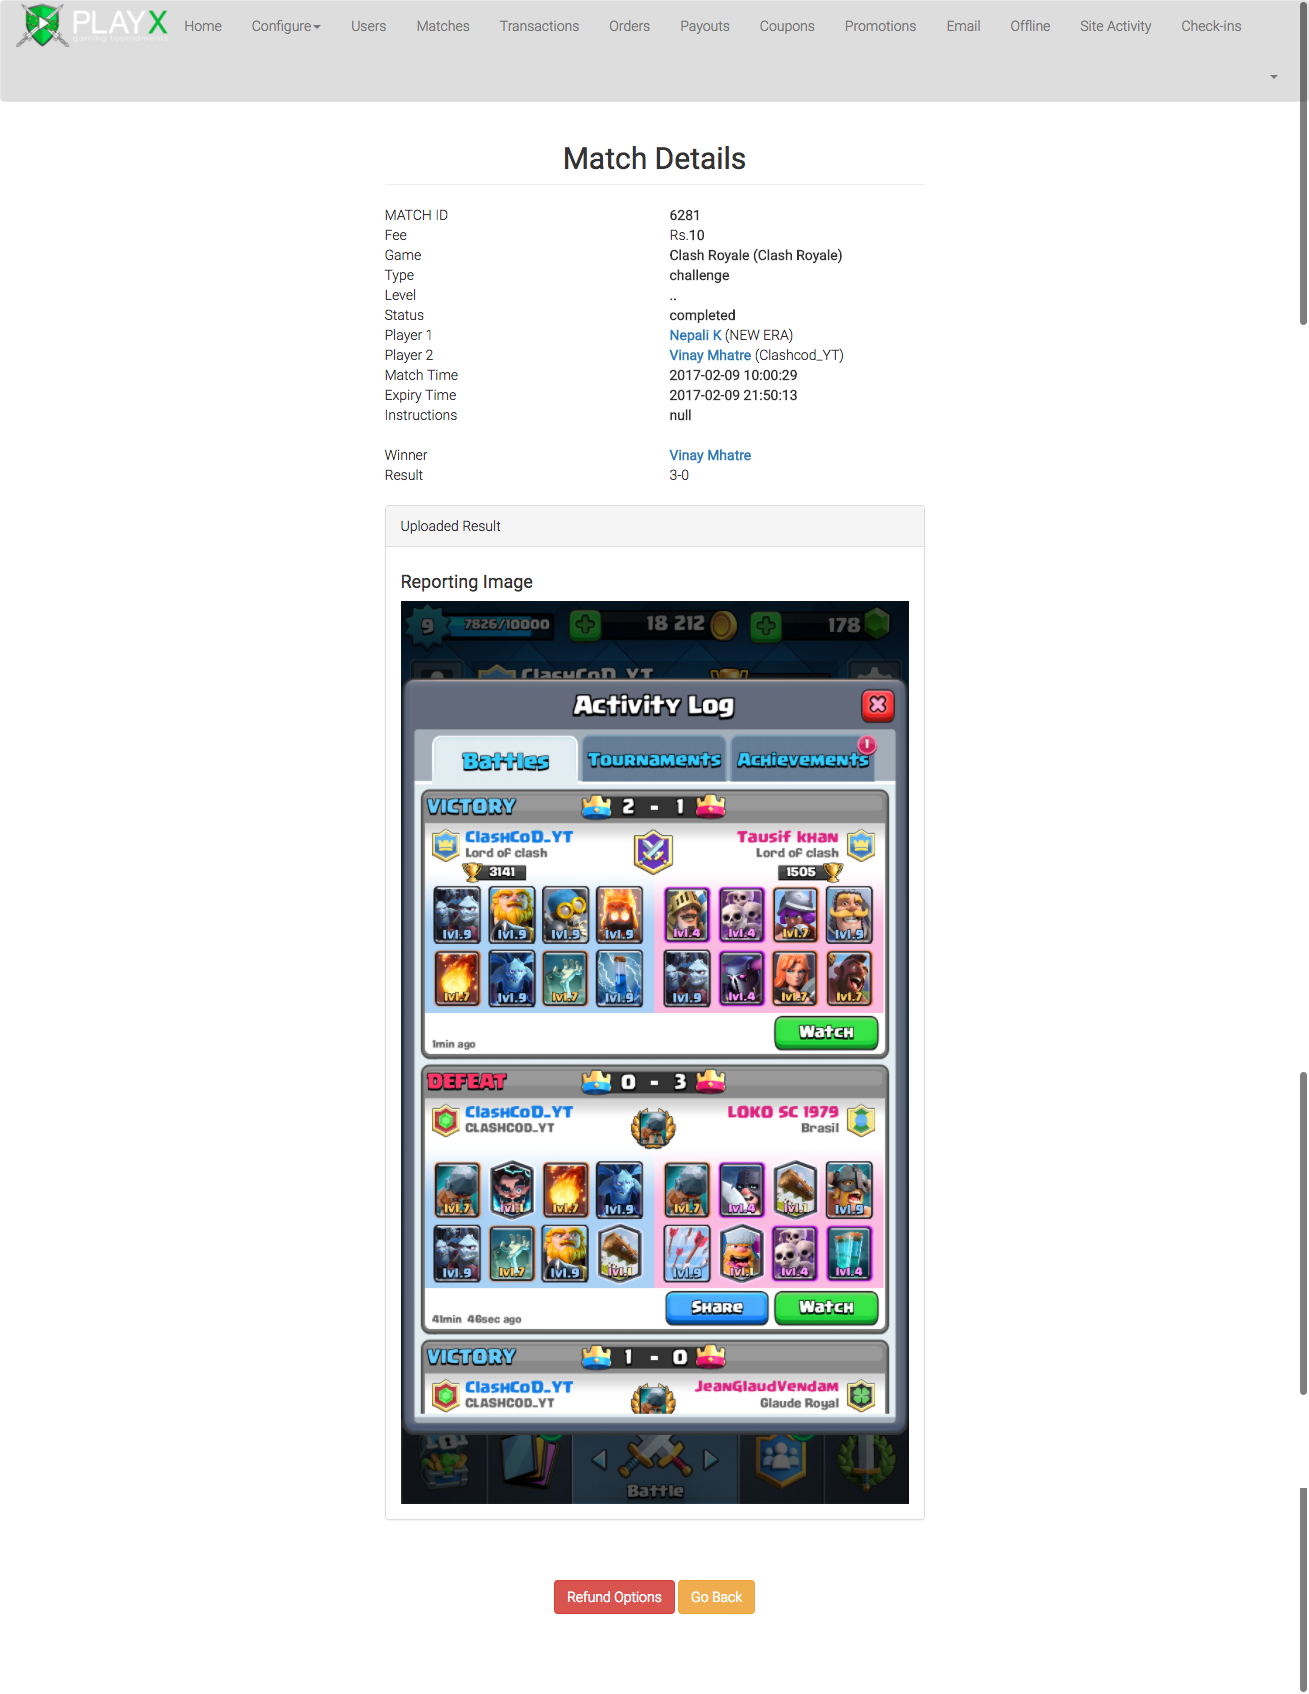 PLAYX
gaming tournaments
Home Configure Users Matches Transactions Orders Payouts Coupons Promotions Email Offline Site Activity Check-ins
Match Details
MATCH ID 6281
Fee Rs.10
Game Clash Royale (Clash Royale)
Type challenge
Level ..
Status completed
Player 1 Nepali K (NEW ERA)
Player 2 Vinay Mhatre (Clashcod_YT)
Match Time 2017-02-09 10:00:29
Expiry Time 2017-02-09 21:50:13
Instructions null
Winner Vinay Mhatre
Result 3-0
Uploaded Result
Reporting Image
9 7826/10000 18 212 178
ClashCoD_YT
Activity Log
Battles Tournaments Achievements !
VICTORY 2 - 1
ClashCoD_YT Tausif khan
Lord of clash Lord of clash
3141 1505
lvl.9 lvl.9 lvl.9 lvl.9 lvl.4 lvl.4 lvl.7 lvl.9
lvl.7 lvl.9 lvl.7 lvl.9 lvl.9 lvl.4 lvl.7 lvl.7
Watch
1min ago
DEFEAT 0 - 3
ClashCoD_YT LOKO SC 1979
CLASHCOD_YT Brasil
lvl.7 lvl.1 lvl.7 lvl.9 lvl.7 lvl.4 lvl.1 lvl.9
lvl.9 lvl.7 lvl.9 lvl.1 lvl.9 lvl.1 lvl.4 lvl.4
Share Watch
41min 46sec ago
VICTORY 1 - 0
ClashCoD_YT JeanGlaudVendam
CLASHCOD_YT Glaude Royal
Battle
Refund Options Go Back